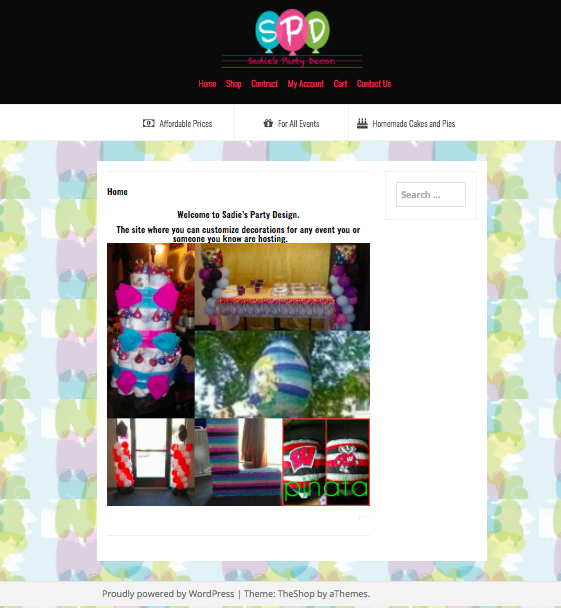 SPD
Sadie's Party Decor
Home Shop Contract My Account Cart Contact Us
Affordable Prices For All Events Homemade Cakes and Pies
Home
Search ...
Welcome to Sadie's Party Design.
The site where you can customize decorations for any event you or
someone you know are hosting.
W
pinata
Proudly powered by WordPress | Theme: TheShop by aThemes.